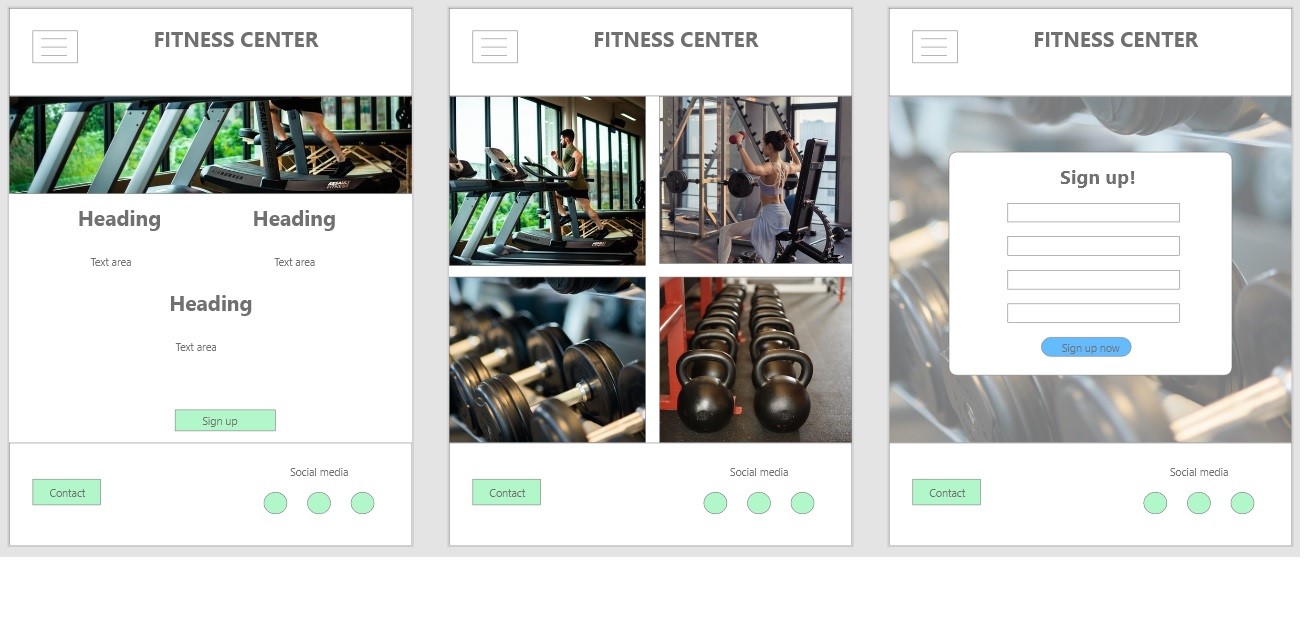 FITNESS CENTER
Heading
Heading
Text area
Text area
Heading
Text area
Sign up
Contact
Social media
FITNESS CENTER
Contact
Social media
FITNESS CENTER
Sign up!
Sign up now
Contact
Social media